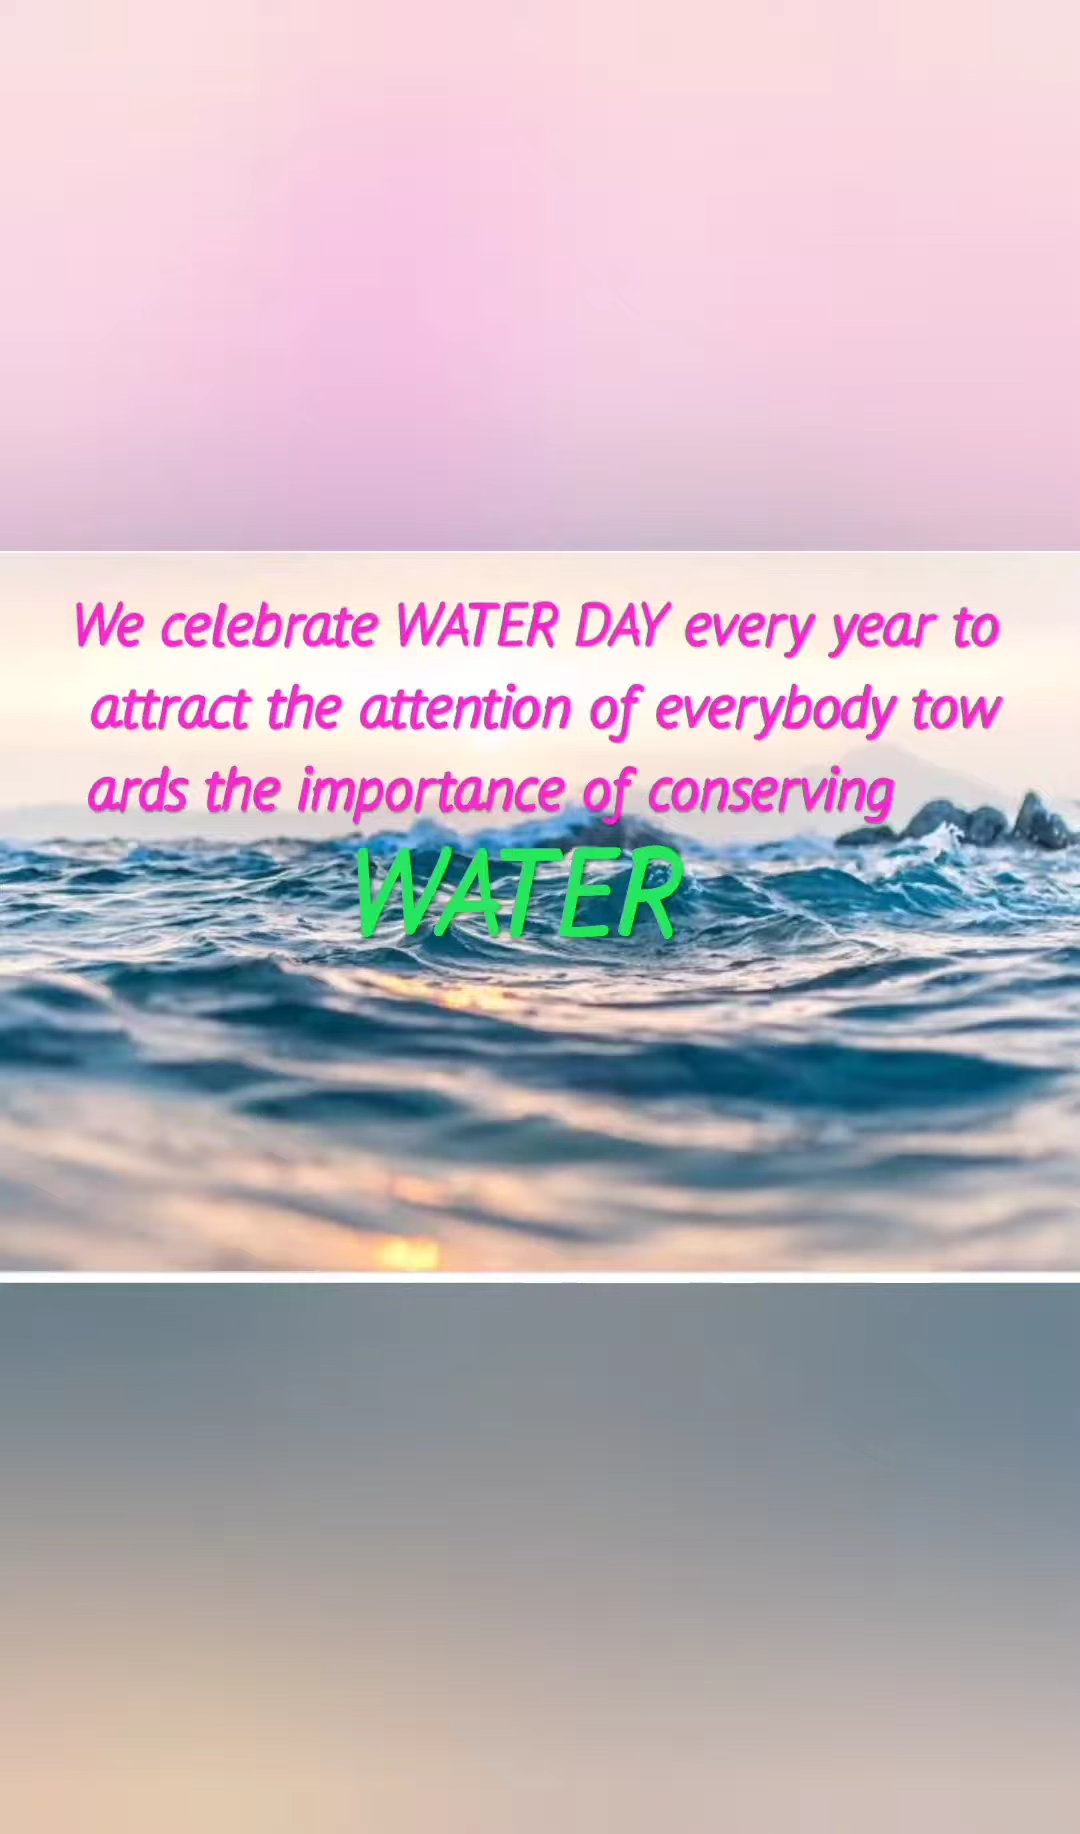 We celebrate WATER DAY every year to
attract the attention of everybody tow
ards the importance of conserving
WATER